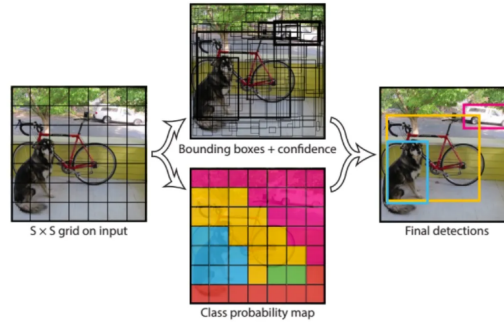 Bounding boxes + confidence
S × S grid on input
Final detections
Class probability map